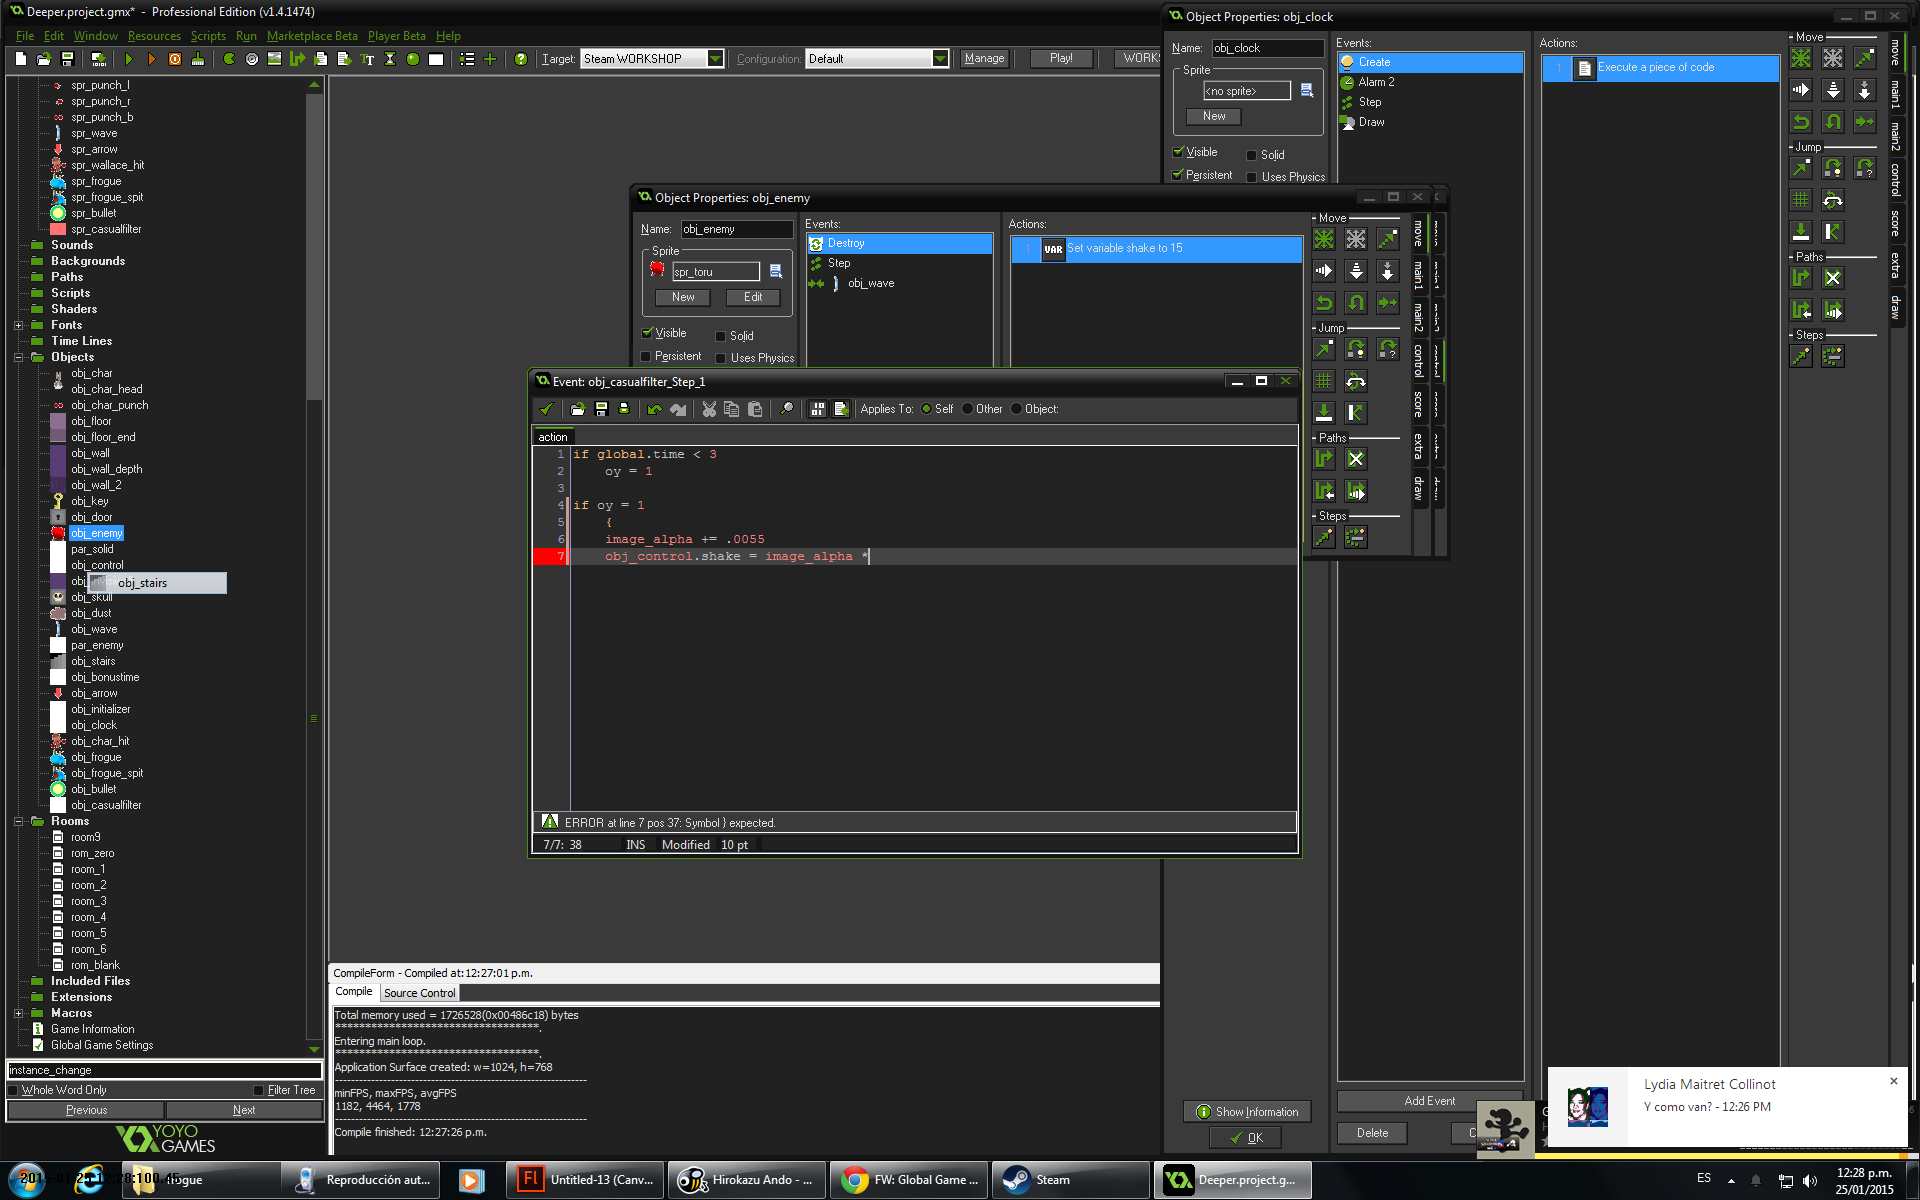 Deeper.project.gmx* - Professional Edition (v1.4.1474)
File Edit Window Resources Scripts Run Marketplace Beta Player Beta Help
Target: Steam WORKSHOP Configuration: Default Manage Play!
spr_punch_l
spr_punch_r
spr_punch_b
spr_wave
spr_arrow
spr_wallace_hit
spr_frogue
spr_frogue_spit
spr_bullet
spr_casualfilter
Sounds
Backgrounds
Paths
Scripts
Shaders
Fonts
Time Lines
Objects
obj_char
obj_char_head
obj_char_punch
obj_floor
obj_floor_end
obj_wall
obj_wall_depth
obj_wall_2
obj_key
obj_door
obj_enemy
par_solid
obj_control
obj_stairs
obj_skull
obj_dust
obj_wave
par_enemy
obj_stairs
obj_bonustime
obj_arrow
obj_initializer
obj_clock
obj_char_hit
obj_frogue
obj_frogue_spit
obj_bullet
obj_casualfilter
Rooms
room9
rom_zero
room_1
room_2
room_3
room_4
room_5
room_6
rom_blank
Included Files
Extensions
Macros
Game Information
Global Game Settings
instance_change
Whole Word Only Filter Tree
Previous Next
YOYO
GAMES
Object Properties: obj_clock
Name: obj_clock
Sprite
<no sprite>
New
Visible Solid
Persistent Uses Physics
Events:
Create
Alarm 2
Step
Draw
Actions:
1 Execute a piece of code
Move
Jump
Paths
Steps
move
main1
main2
control
score
extra
draw
Show Information
OK
Add Event
Delete
Object Properties: obj_enemy
Name: obj_enemy
Sprite
spr_toru
New Edit
Visible Solid
Persistent Uses Physics
Events:
Destroy
Step
obj_wave
Actions:
1 VAR Set variable shake to 15
Move
Jump
Paths
Steps
move
main1
main2
control
score
extra
draw
Event: obj_casualfilter_Step_1
Applies To: Self Other Object:
action
1 if global.time < 3
2 oy = 1
3
4 if oy = 1
5 {
6 image_alpha += .0055
7 obj_control.shake = image_alpha *
ERROR at line 7 pos 37: Symbol } expected.
7/7: 38 INS Modified 10 pt
CompileForm - Compiled at:12:27:01 p.m.
Compile Source Control
Total memory used = 1726528(0x00486c18) bytes
**********************************.
Entering main loop.
**********************************.
Application Surface created: w=1024, h=768
minFPS, maxFPS, avgFPS
1182, 4464, 1778
Compile finished: 12:27:26 p.m.
Lydia Maitret Collinot
Y como van? - 12:26 PM
Reproducción aut...
Untitled-13 (Canv...
Hirokazu Ando - ...
FW: Global Game ...
Steam
Deeper.project.g...
ES
12:28 p.m.
25/01/2015